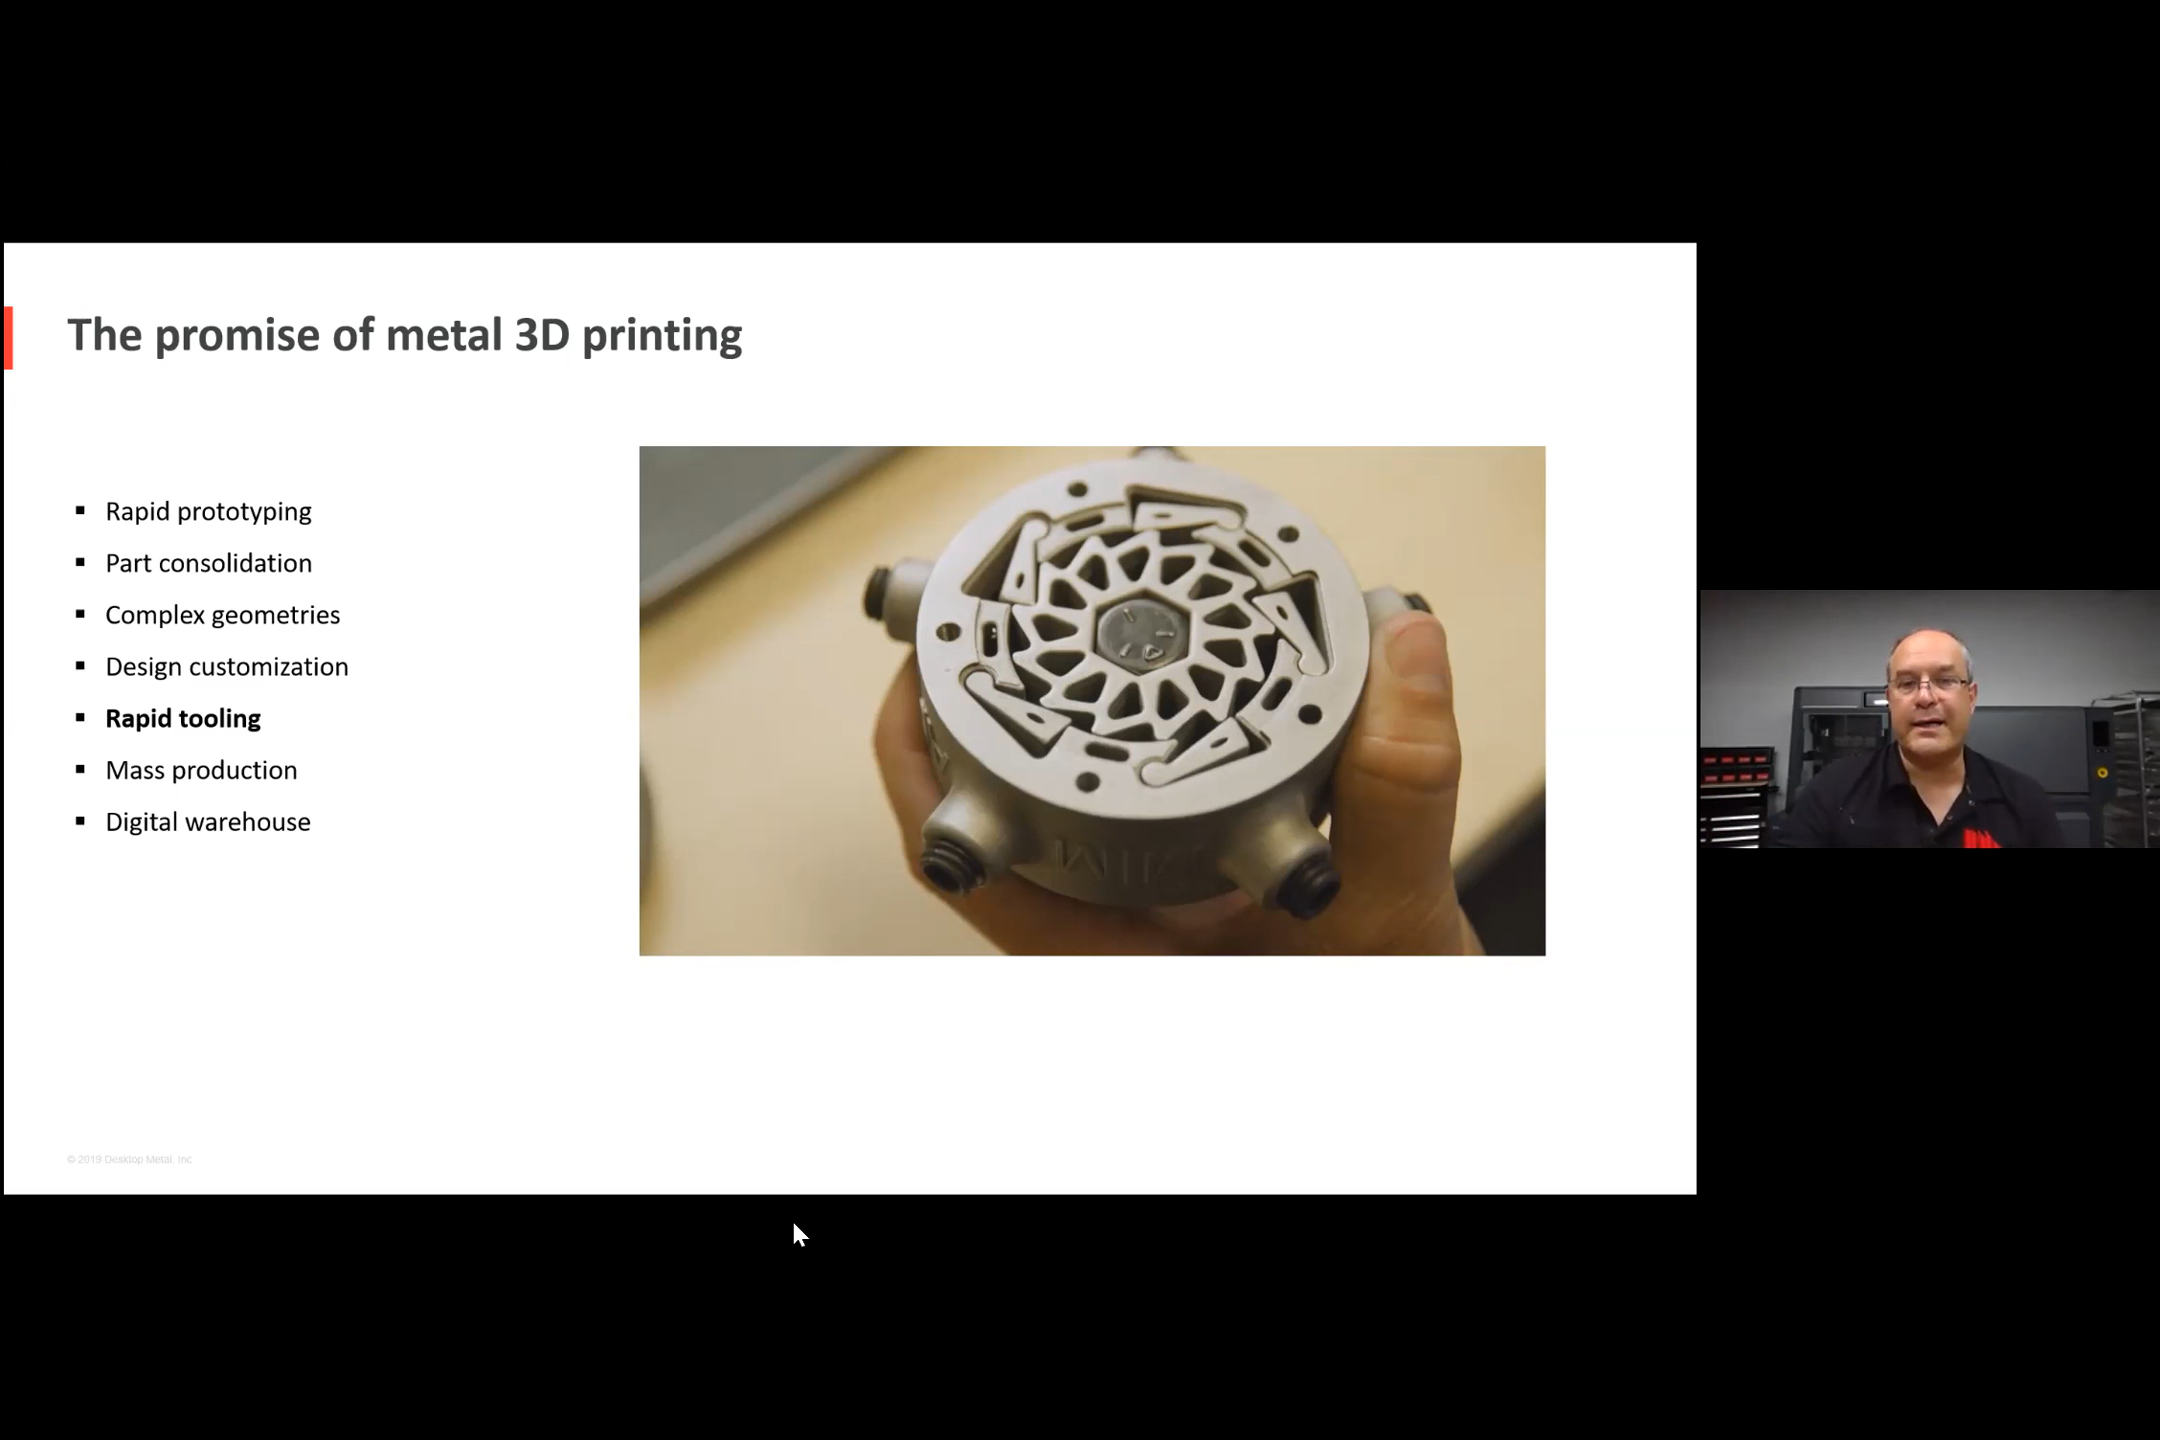 The promise of metal 3D printing
Rapid prototyping
Part consolidation
Complex geometries
Design customization
Rapid tooling
Mass production
Digital warehouse
© 2019 Desktop Metal, Inc